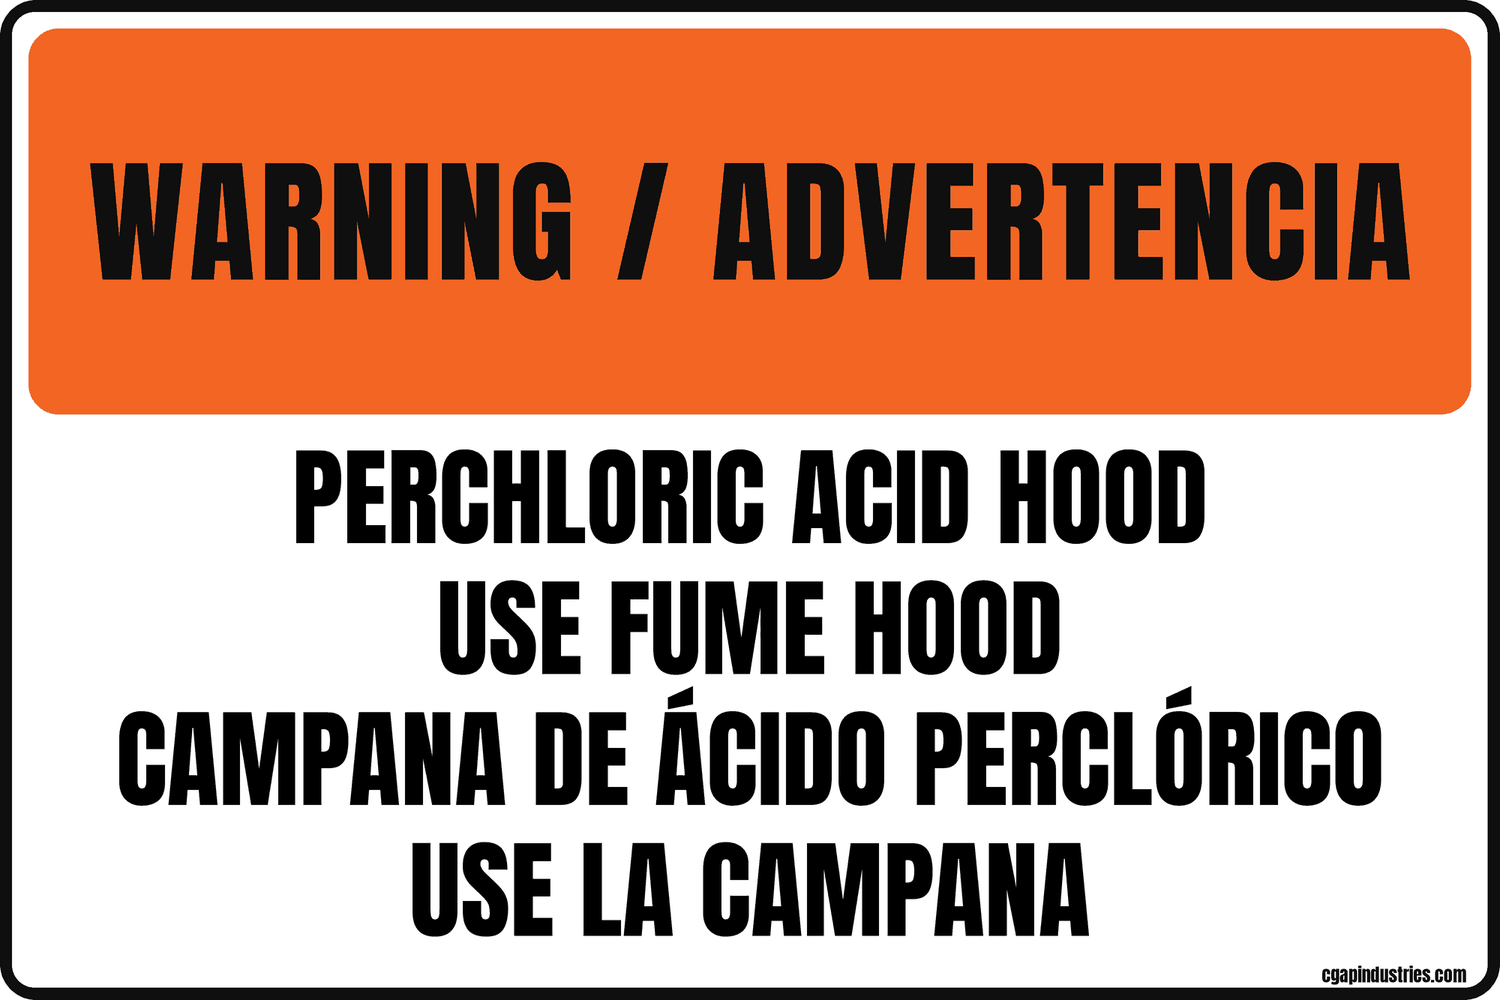 WARNING / ADVERTENCIA
PERCHLORIC ACID HOOD
USE FUME HOOD
CAMPANA DE ÁCIDO PERCLÓRICO
USE LA CAMPANA
cgapindustries.com